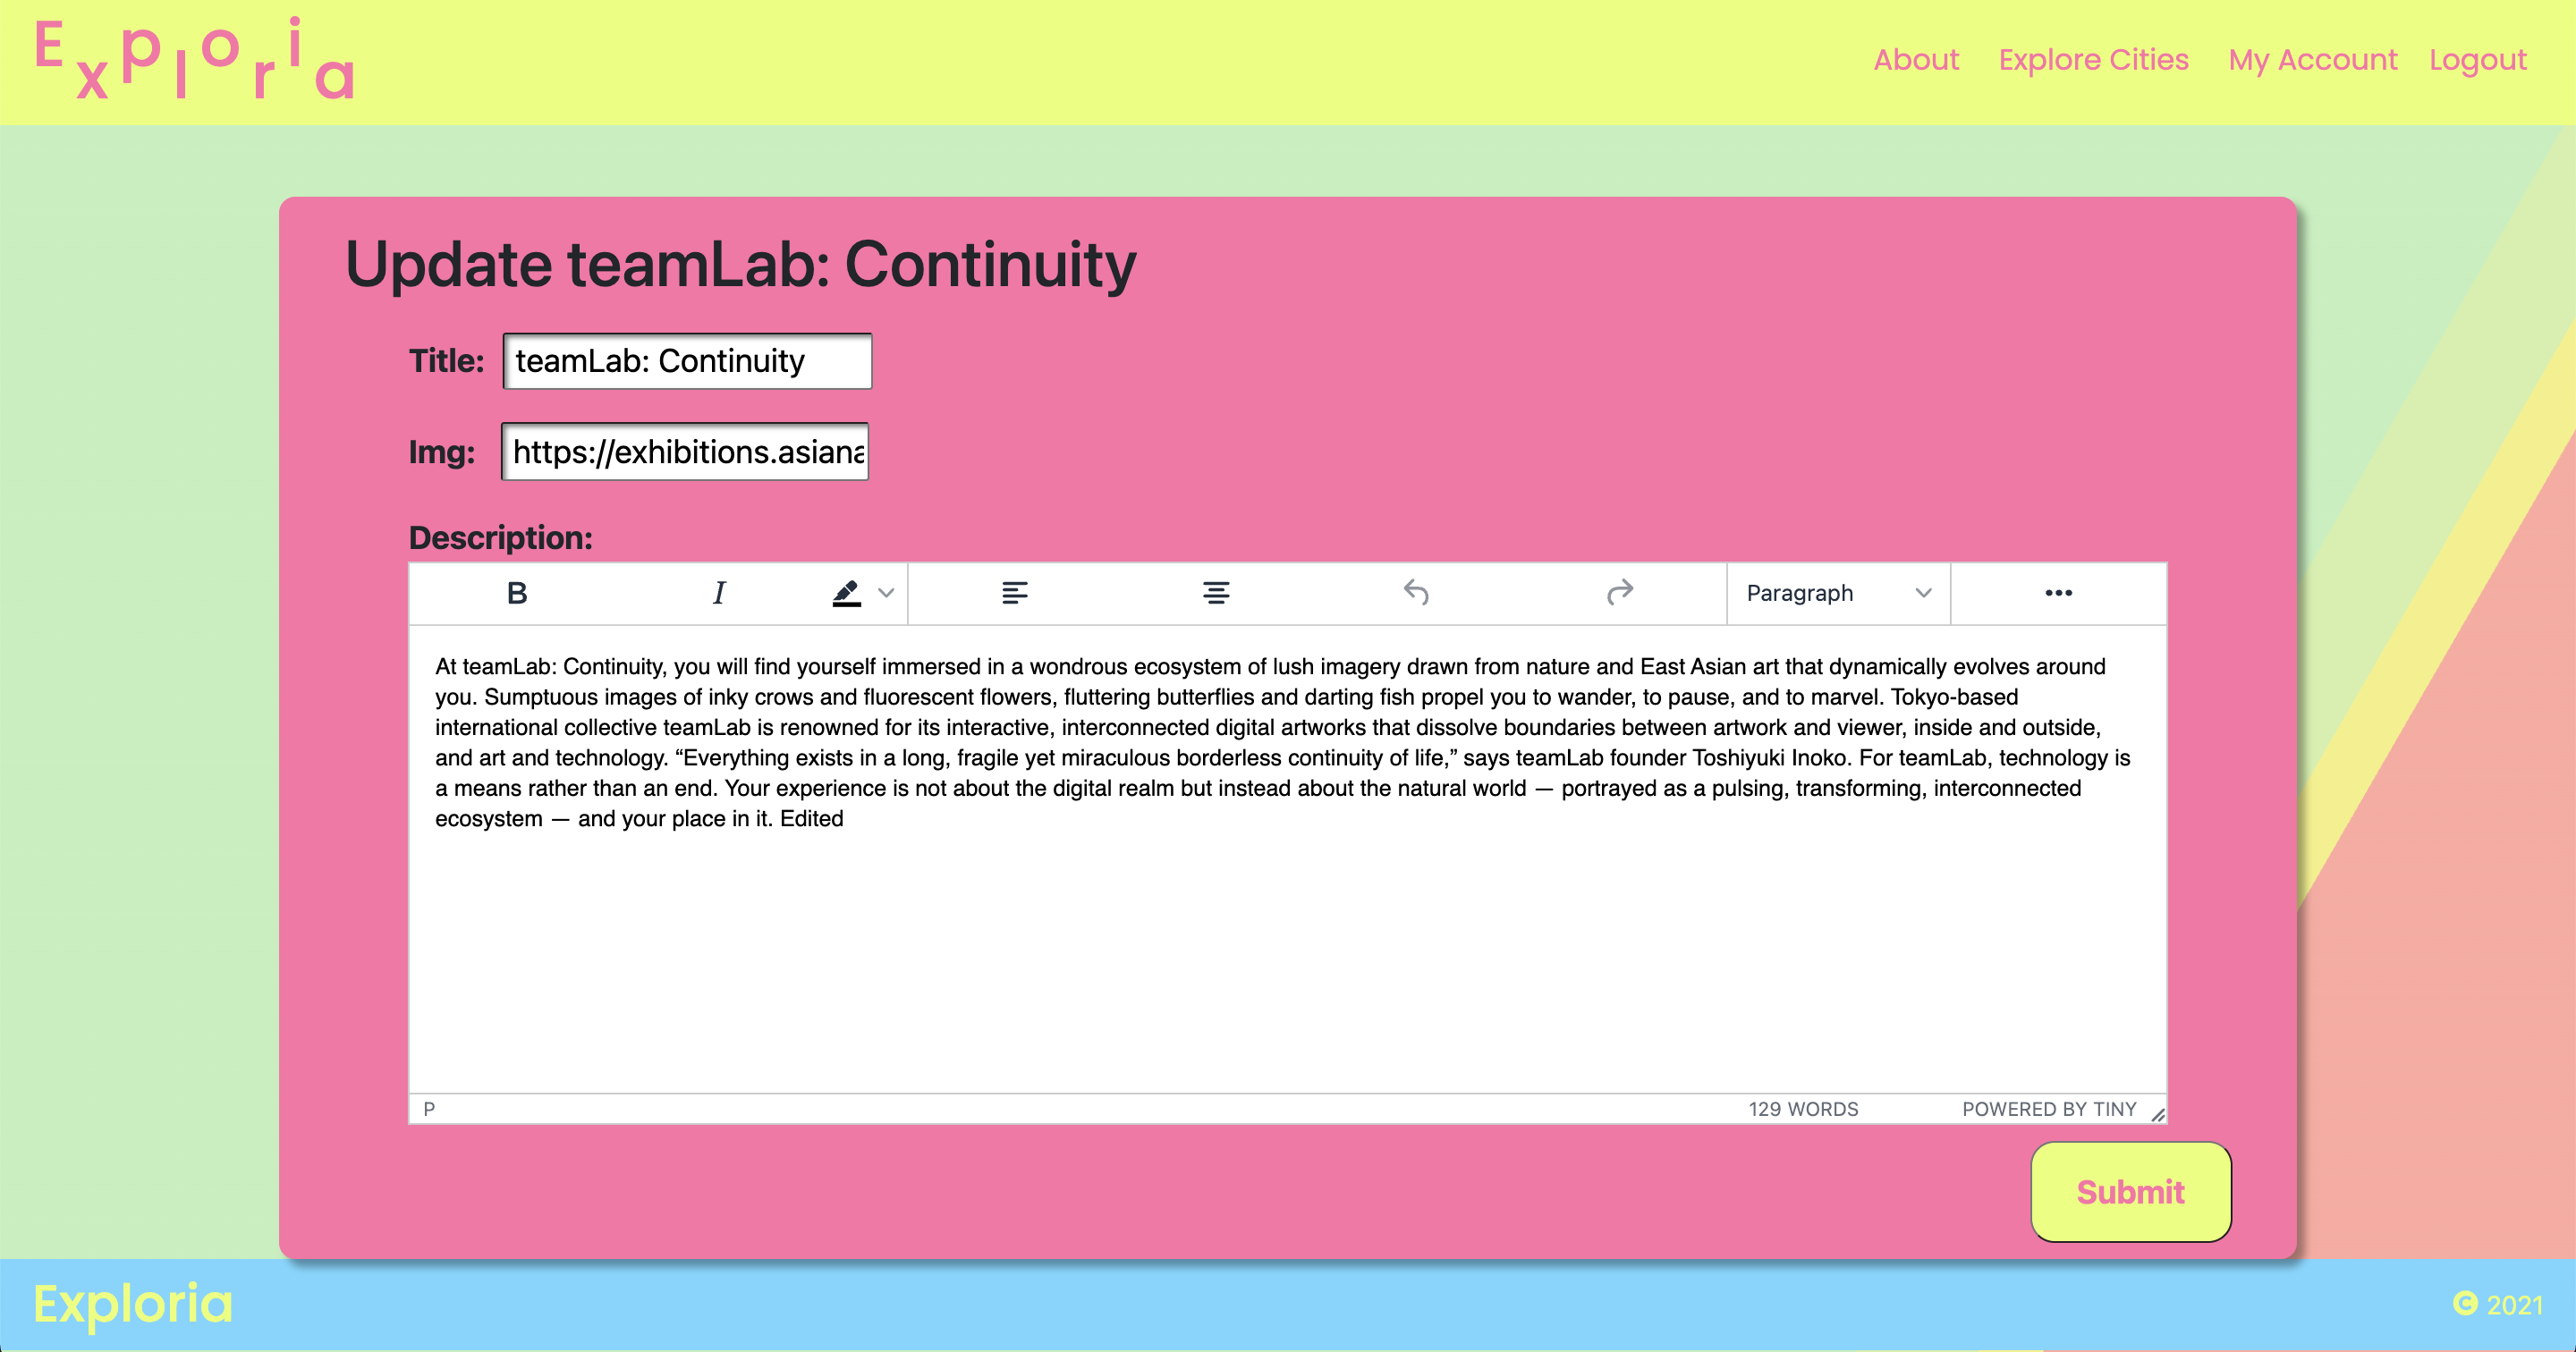 Exploria
About Explore Cities My Account Logout
Update teamLab: Continuity
Title: teamLab: Continuity
Img: https://exhibitions.asiana
Description:
B I Paragraph
At teamLab: Continuity, you will find yourself immersed in a wondrous ecosystem of lush imagery drawn from nature and East Asian art that dynamically evolves around
you. Sumptuous images of inky crows and fluorescent flowers, fluttering butterflies and darting fish propel you to wander, to pause, and to marvel. Tokyo-based
international collective teamLab is renowned for its interactive, interconnected digital artworks that dissolve boundaries between artwork and viewer, inside and outside,
and art and technology. “Everything exists in a long, fragile yet miraculous borderless continuity of life,” says teamLab founder Toshiyuki Inoko. For teamLab, technology is
a means rather than an end. Your experience is not about the digital realm but instead about the natural world — portrayed as a pulsing, transforming, interconnected
ecosystem — and your place in it. Edited
P 129 WORDS POWERED BY TINY
Submit
Exploria © 2021